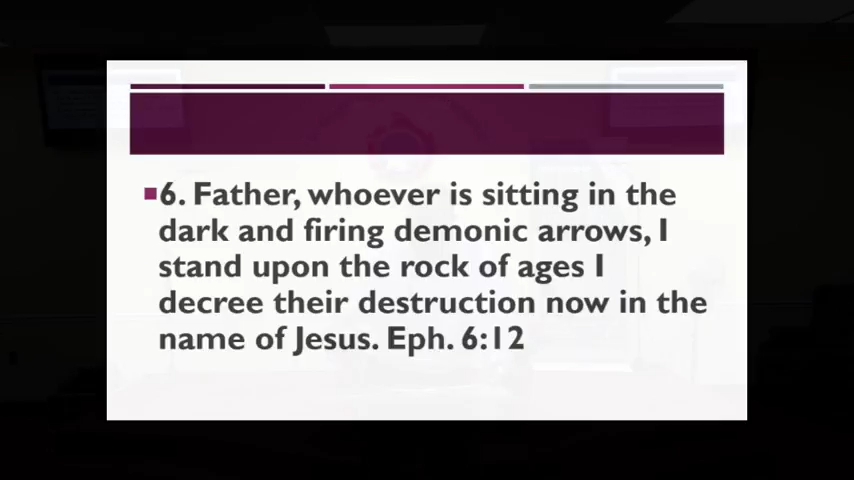 6. Father, whoever is sitting in the
dark and firing demonic arrows, I
stand upon the rock of ages I
decree their destruction now in the
name of Jesus. Eph. 6:12